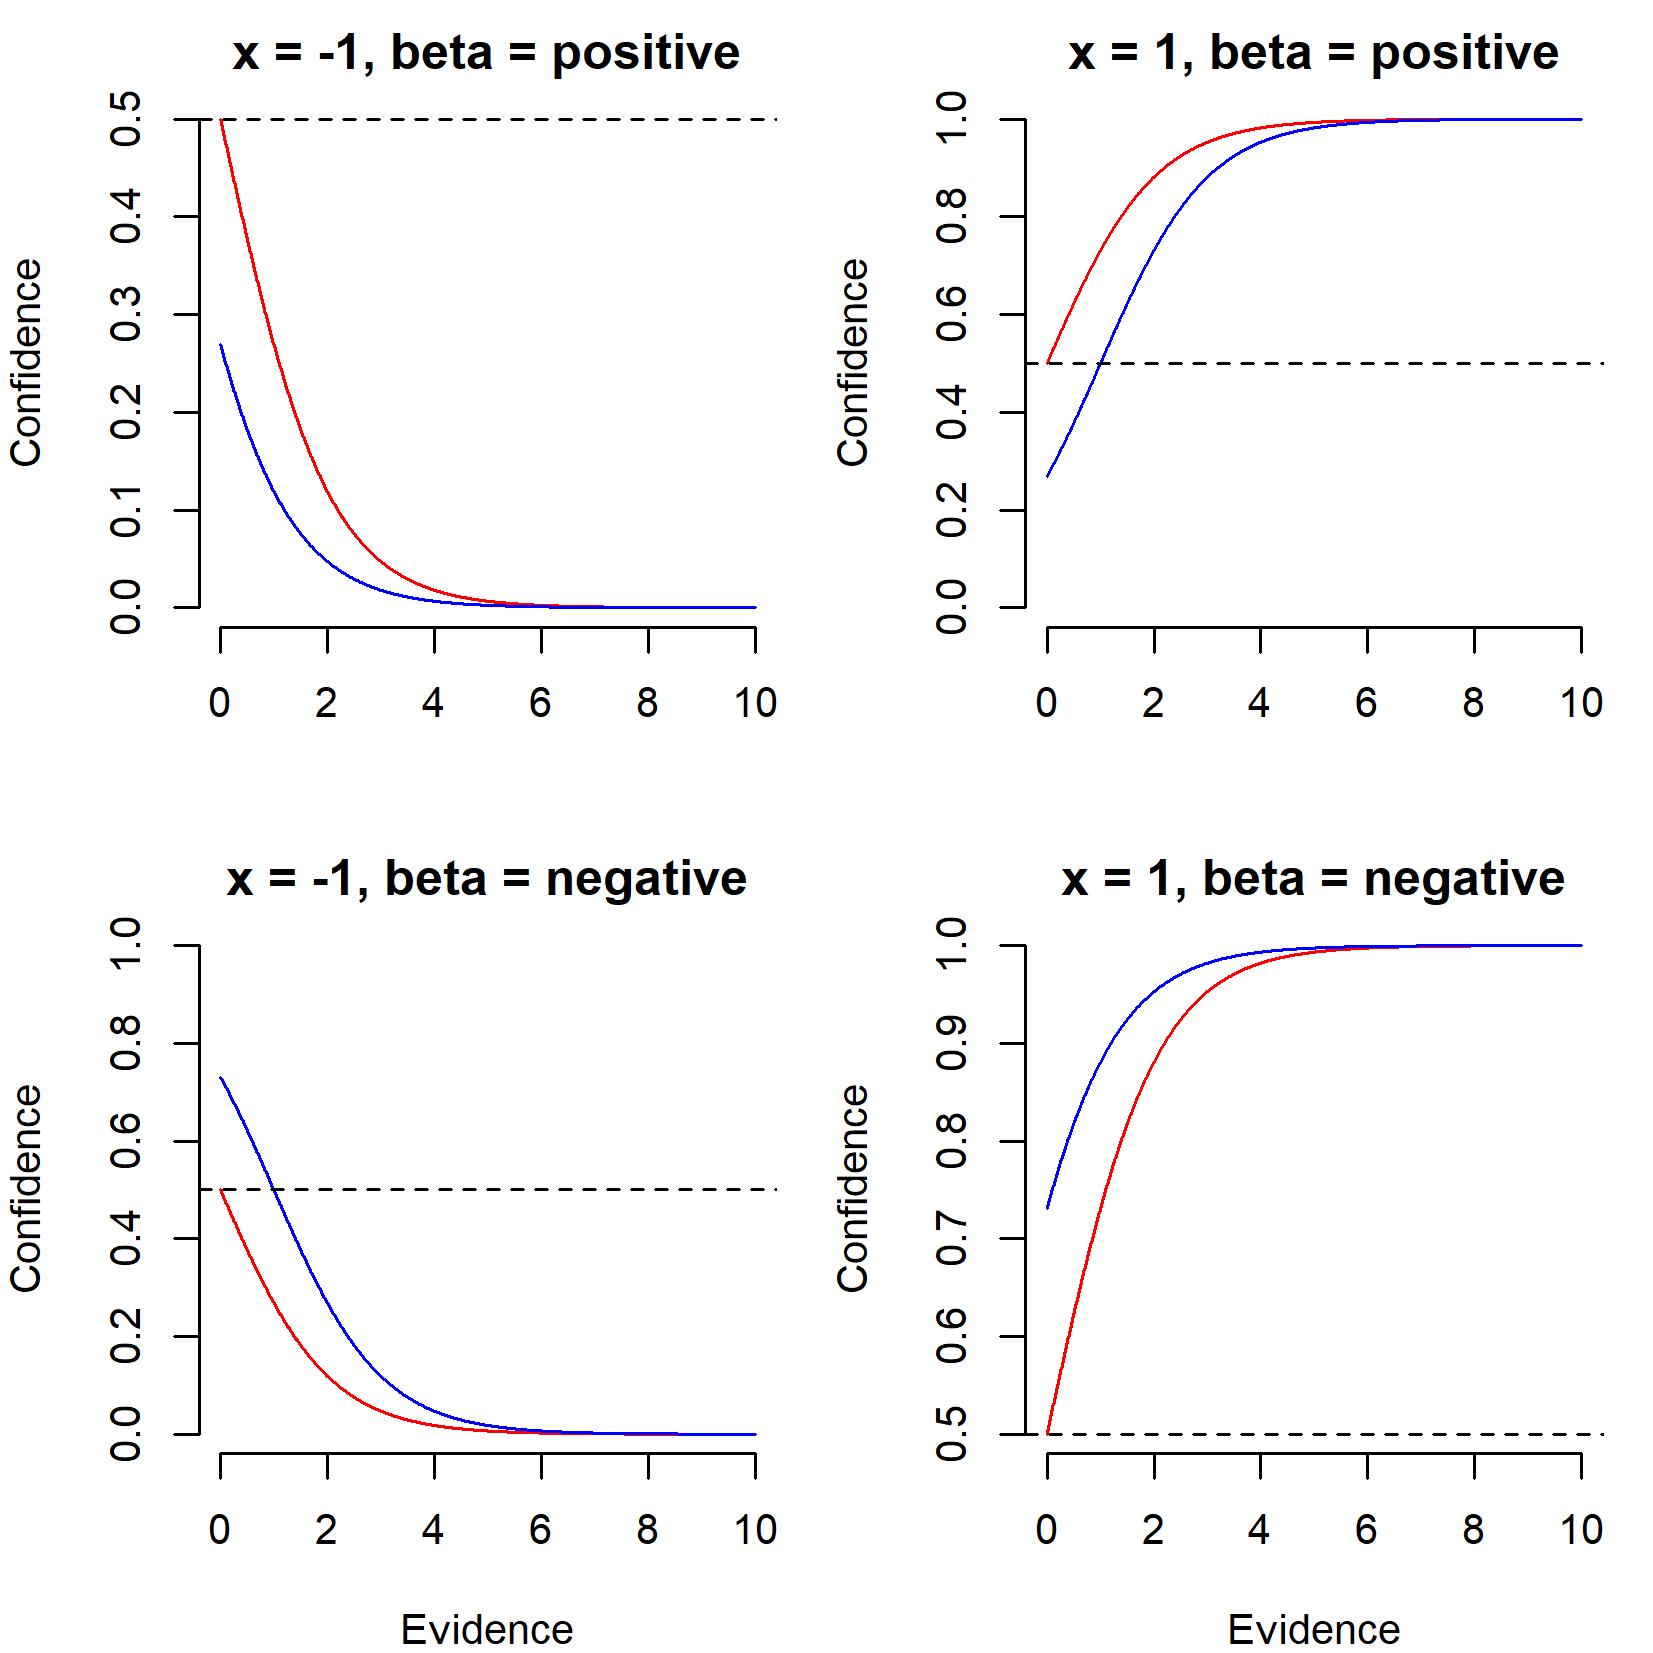 x = -1, beta = positive
Confidence
0.5
0.4
0.3
0.2
0.1
0.0
0 2 4 6 8 10
x = 1, beta = positive
Confidence
1.0
0.8
0.6
0.4
0.2
0.0
0 2 4 6 8 10
x = -1, beta = negative
Confidence
1.0
0.8
0.6
0.4
0.2
0.0
0 2 4 6 8 10
Evidence
x = 1, beta = negative
Confidence
1.0
0.9
0.8
0.7
0.6
0.5
0 2 4 6 8 10
Evidence